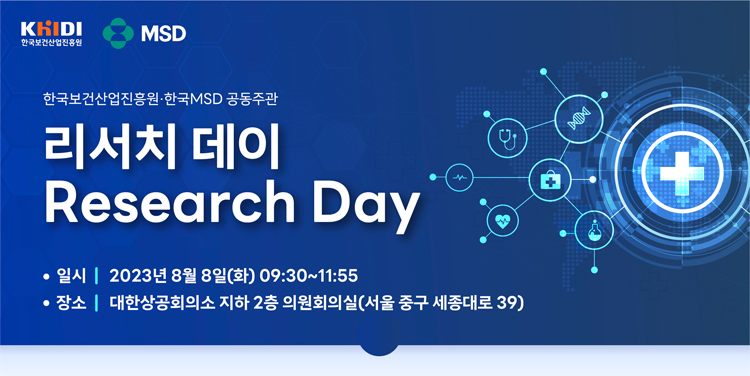 KHIDI
한국보건산업진흥원
MSD
한국보건산업진흥원·한국MSD 공동주관
리서치 데이
Research Day
• 일시 | 2023년 8월 8일(화) 09:30~11:55
• 장소 | 대한상공회의소 지하 2층 의원회의실(서울 중구 세종대로 39)